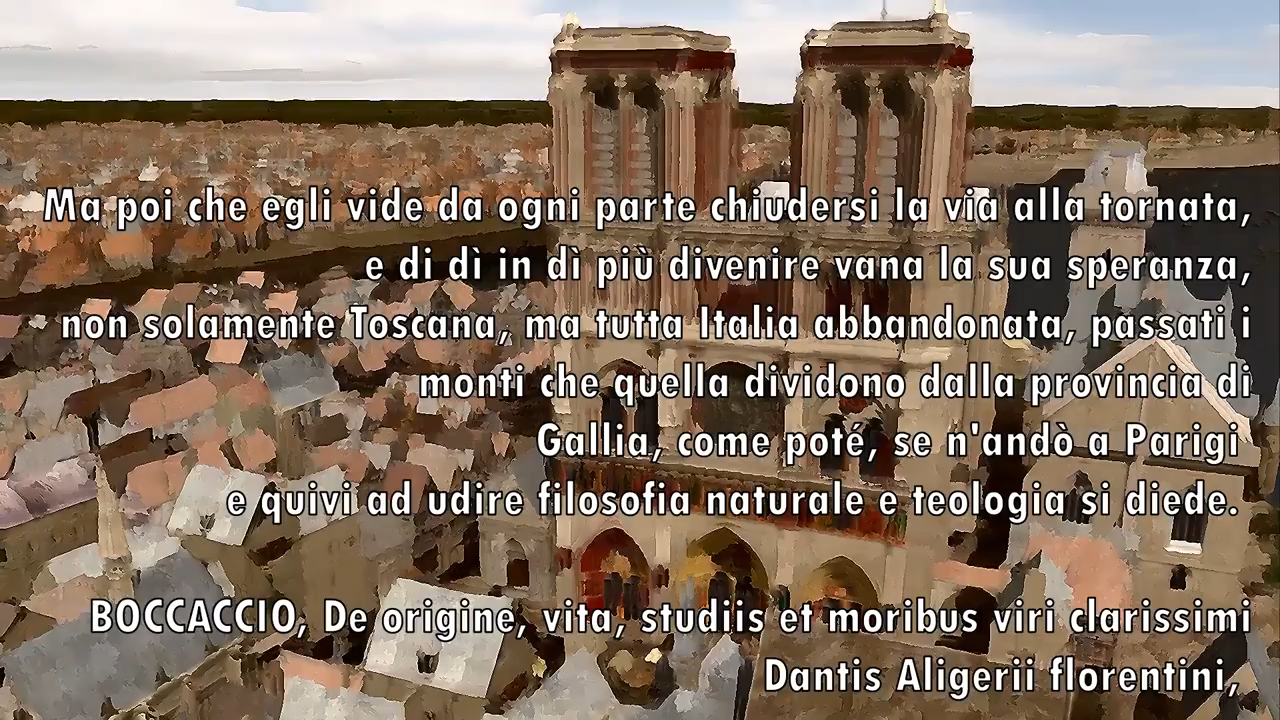 Ma poi che egli vide da ogni parte chiudersi la via alla tornata,
e di dì in dì più divenire vana la sua speranza,
non solamente Toscana, ma tutta Italia abbandonata, passati i
monti che quella dividono dalla provincia di
Gallia, come poté, se n'andò a Parigi
e quivi ad udire filosofia naturale e teologia si diede.
BOCCACCIO, De origine, vita, studiis et moribus viri clarissimi
Dantis Aligerii florentini,